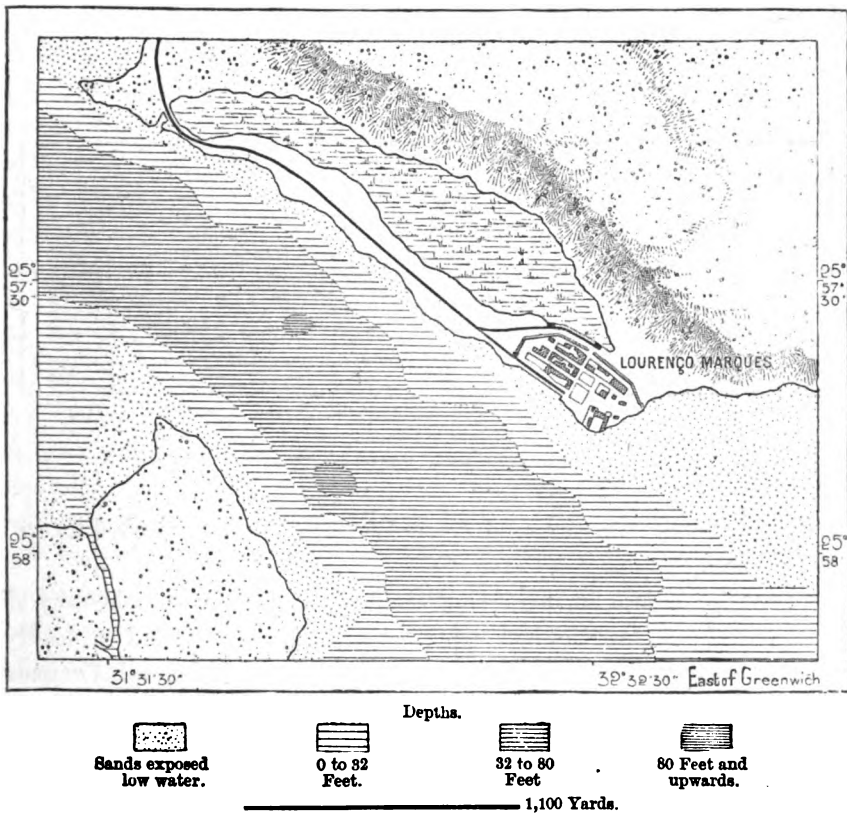 25°
57'
30"
25°
57'
30"
LOURENÇO MARQUES
25°
58'
25°
58'
31°31'30"
32°32'30" East of Greenwich
Depths.
Sands exposed
low water.
0 to 32
Feet.
32 to 80
Feet
80 Feet and
upwards.
1,100 Yards.